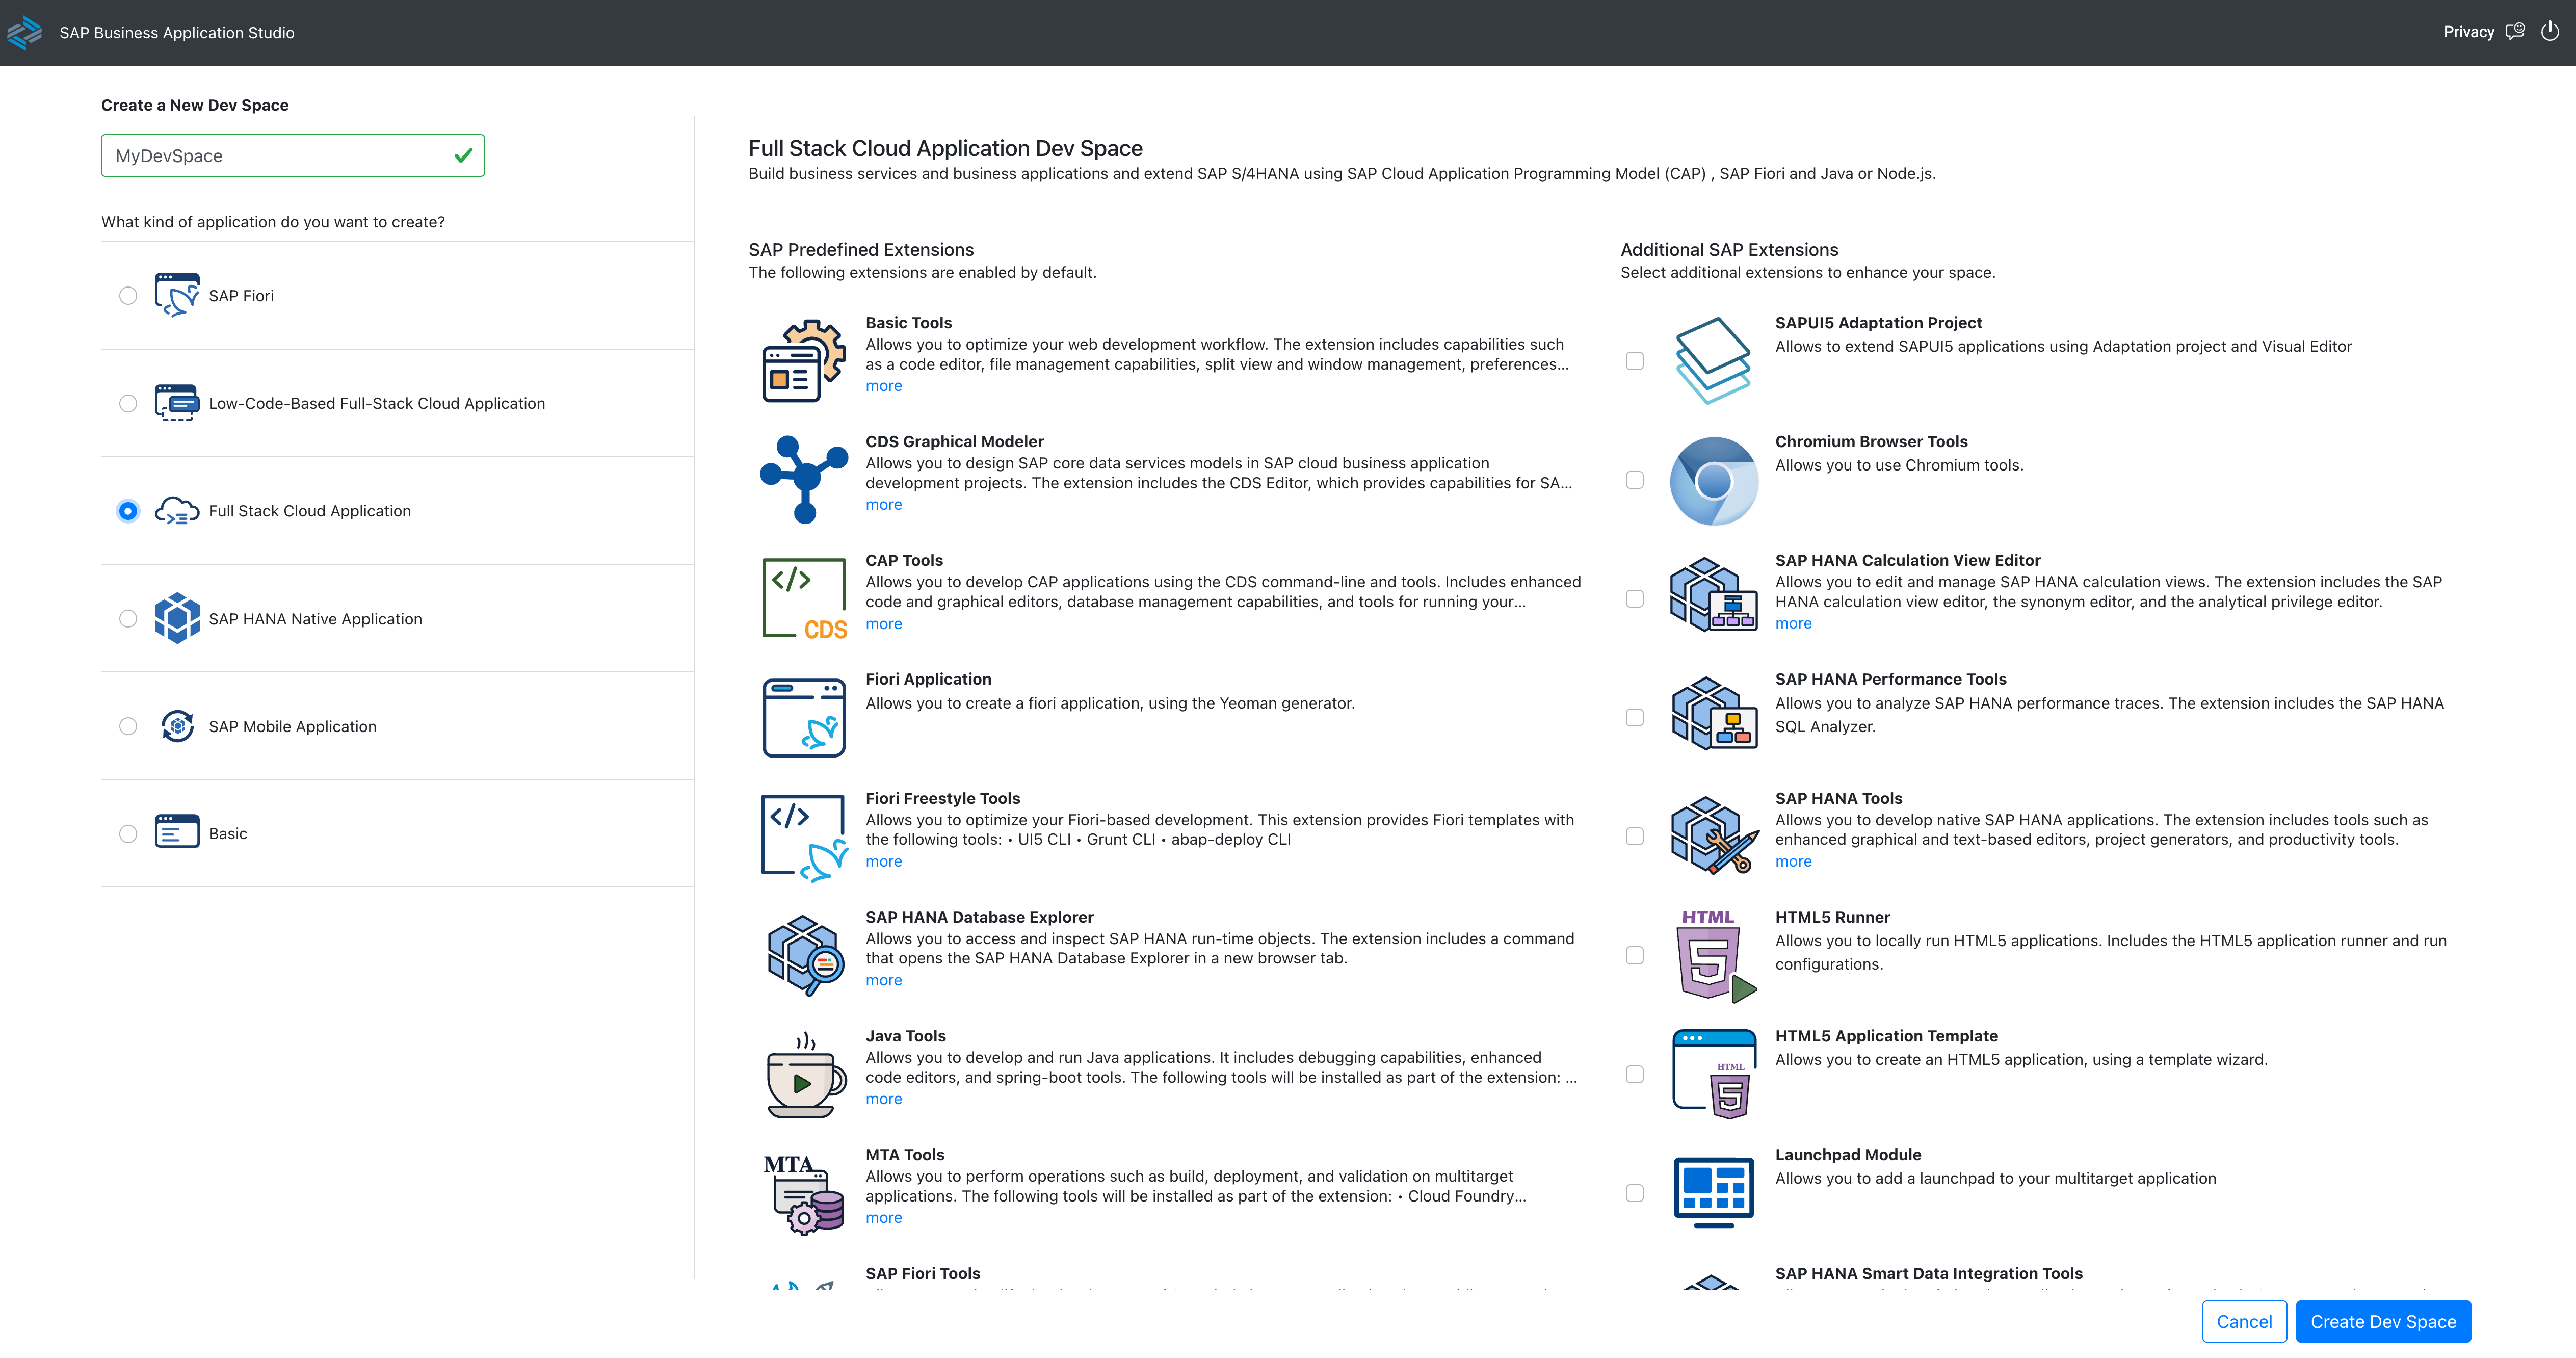 SAP Business Application Studio
Privacy
Create a New Dev Space
MyDevSpace
What kind of application do you want to create?
SAP Fiori
Low-Code-Based Full-Stack Cloud Application
Full Stack Cloud Application
SAP HANA Native Application
SAP Mobile Application
Basic
Full Stack Cloud Application Dev Space
Build business services and business applications and extend SAP S/4HANA using SAP Cloud Application Programming Model (CAP) , SAP Fiori and Java or Node.js.
SAP Predefined Extensions
The following extensions are enabled by default.
Basic Tools
Allows you to optimize your web development workflow. The extension includes capabilities such
as a code editor, file management capabilities, split view and window management, preferences...
more
CDS Graphical Modeler
Allows you to design SAP core data services models in SAP cloud business application
development projects. The extension includes the CDS Editor, which provides capabilities for SA...
more
CDS
CAP Tools
Allows you to develop CAP applications using the CDS command-line and tools. Includes enhanced
code and graphical editors, database management capabilities, and tools for running your...
more
Fiori Application
Allows you to create a fiori application, using the Yeoman generator.
Fiori Freestyle Tools
Allows you to optimize your Fiori-based development. This extension provides Fiori templates with
the following tools: • UI5 CLI • Grunt CLI • abap-deploy CLI
more
SAP HANA Database Explorer
Allows you to access and inspect SAP HANA run-time objects. The extension includes a command
that opens the SAP HANA Database Explorer in a new browser tab.
more
Java Tools
Allows you to develop and run Java applications. It includes debugging capabilities, enhanced
code editors, and spring-boot tools. The following tools will be installed as part of the extension: ...
more
MTA
MTA Tools
Allows you to perform operations such as build, deployment, and validation on multitarget
applications. The following tools will be installed as part of the extension: • Cloud Foundry...
more
SAP Fiori Tools
Additional SAP Extensions
Select additional extensions to enhance your space.
SAPUI5 Adaptation Project
Allows to extend SAPUI5 applications using Adaptation project and Visual Editor
Chromium Browser Tools
Allows you to use Chromium tools.
SAP HANA Calculation View Editor
Allows you to edit and manage SAP HANA calculation views. The extension includes the SAP
HANA calculation view editor, the synonym editor, and the analytical privilege editor.
more
SAP HANA Performance Tools
Allows you to analyze SAP HANA performance traces. The extension includes the SAP HANA
SQL Analyzer.
SAP HANA Tools
Allows you to develop native SAP HANA applications. The extension includes tools such as
enhanced graphical and text-based editors, project generators, and productivity tools.
more
HTML
5
HTML5 Runner
Allows you to locally run HTML5 applications. Includes the HTML5 application runner and run
configurations.
HTML
5
HTML5 Application Template
Allows you to create an HTML5 application, using a template wizard.
Launchpad Module
Allows you to add a launchpad to your multitarget application
SAP HANA Smart Data Integration Tools
Cancel
Create Dev Space